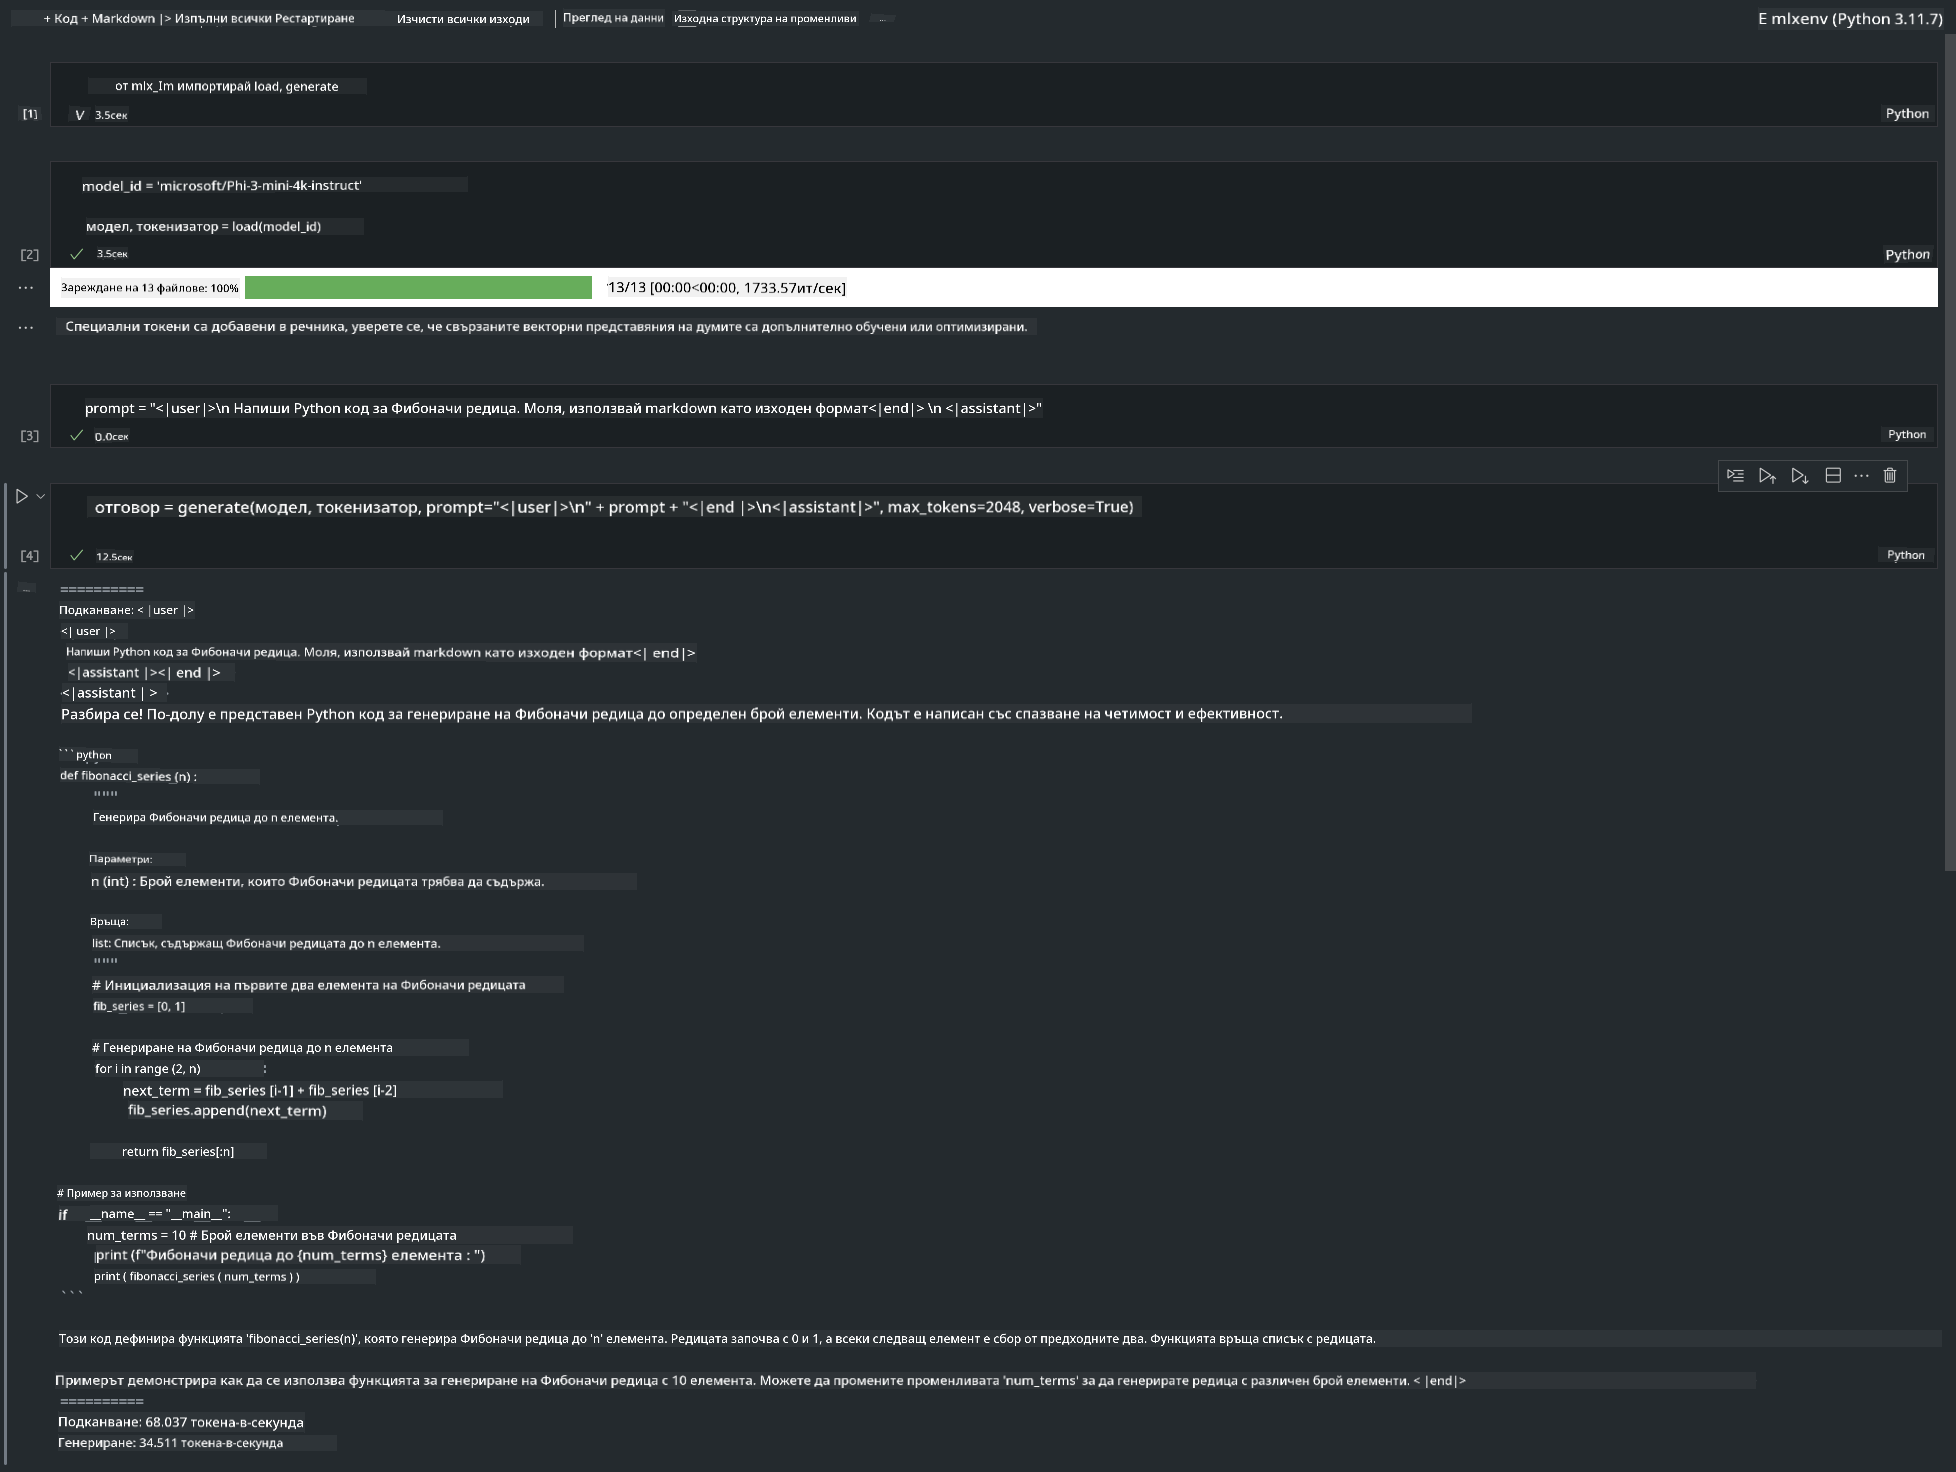 + Код + Markdown |> Изпълни всички Рестартиране Изчисти всички изходи | Преглед на данни Изходна структура на променливи ... E mlxenv (Python 3.11.7)
от mlx_Im импортирай load, generate
[1] V 3.5сек Python
model_id = 'microsoft/Phi-3-mini-4k-instruct'
модел, токенизатор = load(model_id)
[2] ✓ 3.5сек Python
... Зареждане на 13 файлове: 100% 13/13 [00:00<00:00, 1733.57ит/сек]
... Специални токени са добавени в речника, уверете се, че свързаните векторни представяния на думите са допълнително обучени или оптимизирани.
prompt = "<|user|>\n Напиши Python код за Фибоначи редица. Моля, използвай markdown като изходен формат<|end|> \n <|assistant|>"
[3] ✓ 0.0сек Python
отговор = generate(модел, токенизатор, prompt="<|user|>\n" + prompt + "<|end |>\n<|assistant|>", max_tokens=2048, verbose=True)
[4] ✓ 12.5сек Python
... ==========
Подканване: < |user |>
<| user |>
Напиши Python код за Фибоначи редица. Моля, използвай markdown като изходен формат<| end|>
<|assistant |><| end |>
<|assistant | >
Разбира се! По-долу е представен Python код за генериране на Фибоначи редица до определен брой елементи. Кодът е написан със спазване на четимост и ефективност.
```python
def fibonacci_series (n) :
"""
Генерира Фибоначи редица до n елемента.
Параметри:
n (int) : Брой елементи, които Фибоначи редицата трябва да съдържа.
Връща:
list: Списък, съдържащ Фибоначи редицата до n елемента.
"""
# Инициализация на първите два елемента на Фибоначи редицата
fib_series = [0, 1]
# Генериране на Фибоначи редица до n елемента
for i in range (2, n) :
next_term = fib_series [i-1] + fib_series [i-2]
fib_series.append(next_term)
return fib_series[:n]
# Пример за използване
if __name__ == "__main__":
num_terms = 10 # Брой елементи във Фибоначи редицата
print (f"Фибоначи редица до {num_terms} елемента : ")
print ( fibonacci_series ( num_terms ) )
```
Този код дефинира функцията 'fibonacci_series(n)', която генерира Фибоначи редица до 'n' елемента. Редицата започва с 0 и 1, а всеки следващ елемент е сбор от предходните два. Функцията връща списък с редицата.
Примерът демонстрира как да се използва функцията за генериране на Фибоначи редица с 10 елемента. Можете да промените променливата 'num_terms' за да генерирате редица с различен брой елементи. < |end|>
==========
Подканване: 68.037 токена-в-секунда
Генериране: 34.511 токена-в-секунда